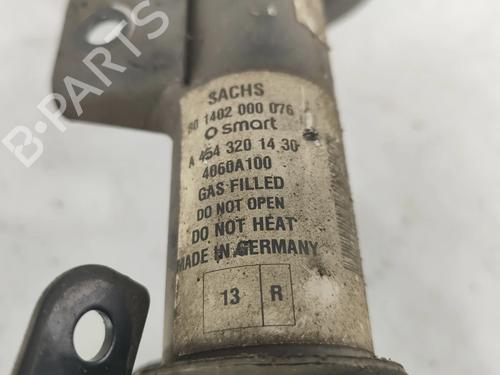 B-PARTS
SACHS
80 1402 000 076
smart
A 454 320 14 30
4060A100
GAS FILLED
DO NOT OPEN
DO NOT HEAT
MADE IN GERMANY
13 R